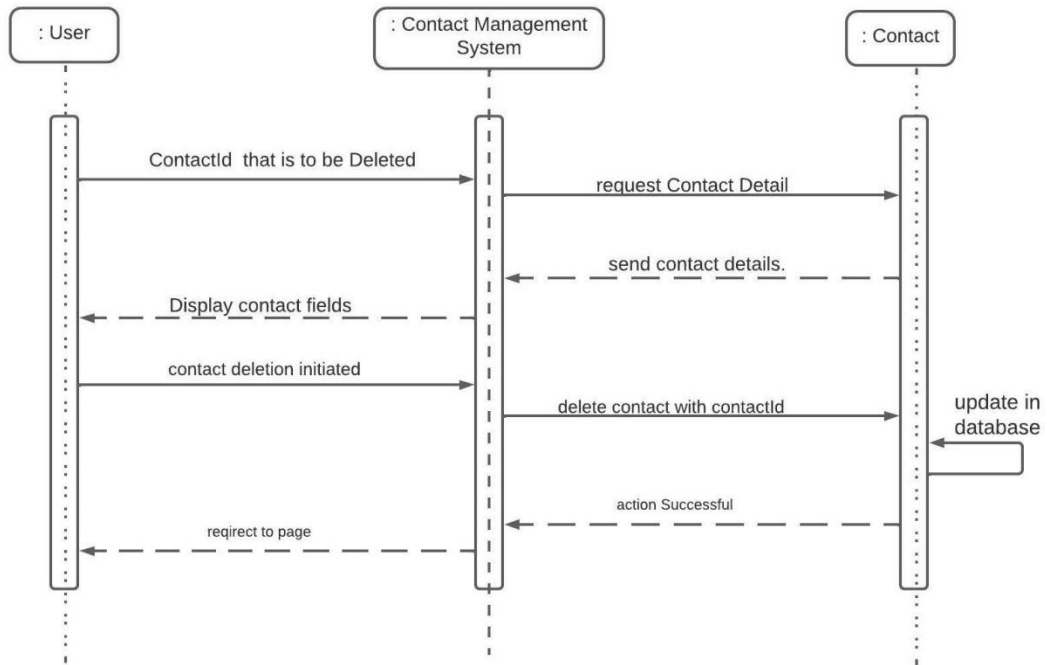 : User
: Contact Management
System
: Contact
ContactId that is to be Deleted
request Contact Detail
send contact details.
Display contact fields
contact deletion initiated
delete contact with contactId
update in
database
action Successful
reqirect to page